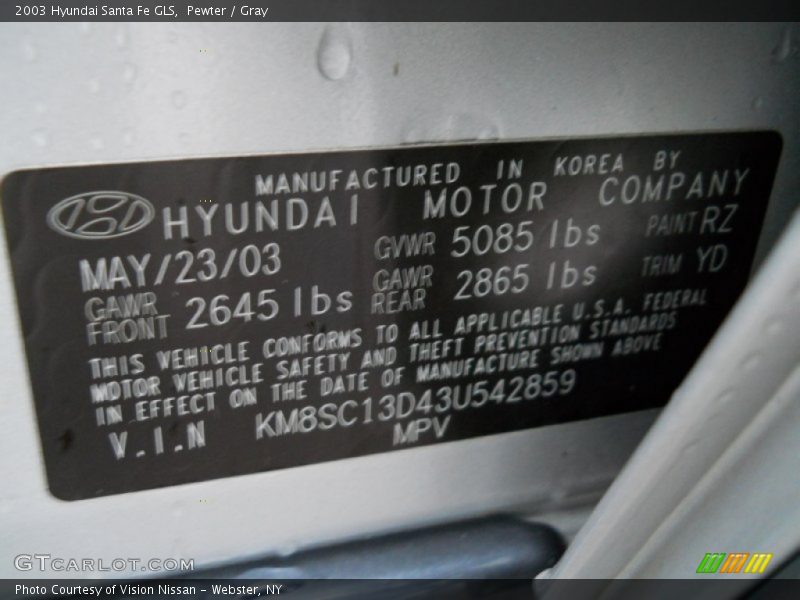 2003 Hyundai Santa Fe GLS, Pewter / Gray
MANUFACTURED IN KOREA BY
HYUNDAI MOTOR COMPANY
MAY/23/03 GVWR 5085 lbs PAINT RZ
GAWR FRONT 2645 lbs GAWR REAR 2865 lbs TRIM YD
THIS VEHICLE CONFORMS TO ALL APPLICABLE U.S.A. FEDERAL
MOTOR VEHICLE SAFETY AND THEFT PREVENTION STANDARDS
IN EFFECT ON THE DATE OF MANUFACTURE SHOWN ABOVE
V.I.N KM8SC13D43U542859
MPV
GTCARLOT.COM
Photo Courtesy of Vision Nissan - Webster, NY